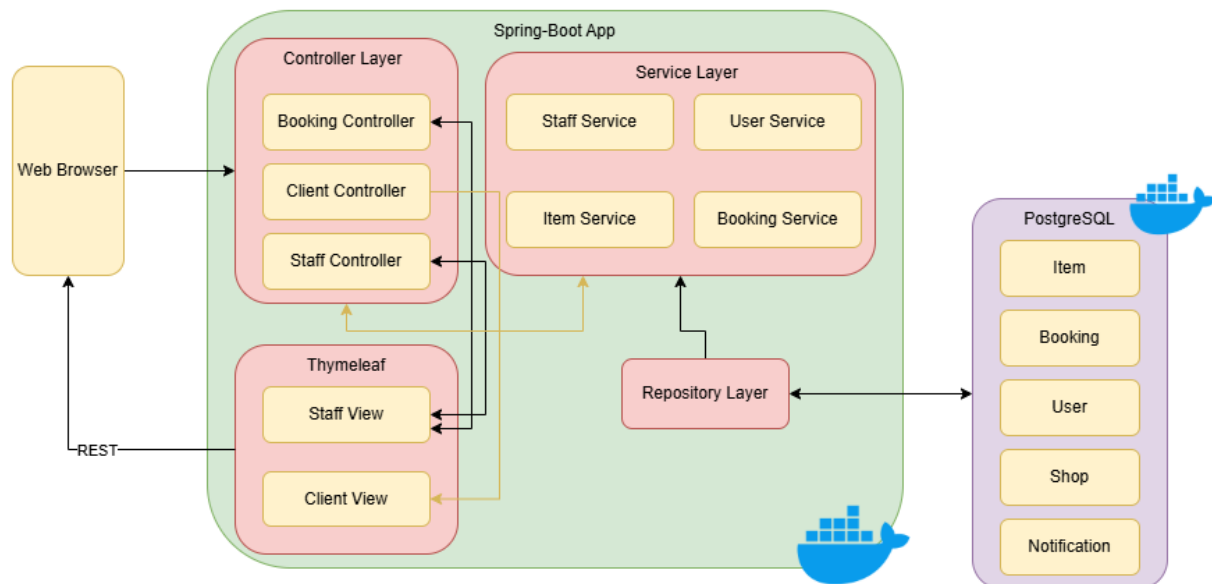 Spring-Boot App
Controller Layer
Booking Controller
Client Controller
Staff Controller
Service Layer
Staff Service
User Service
Item Service
Booking Service
Web Browser
Thymeleaf
Staff View
Client View
REST
Repository Layer
PostgreSQL
Item
Booking
User
Shop
Notification